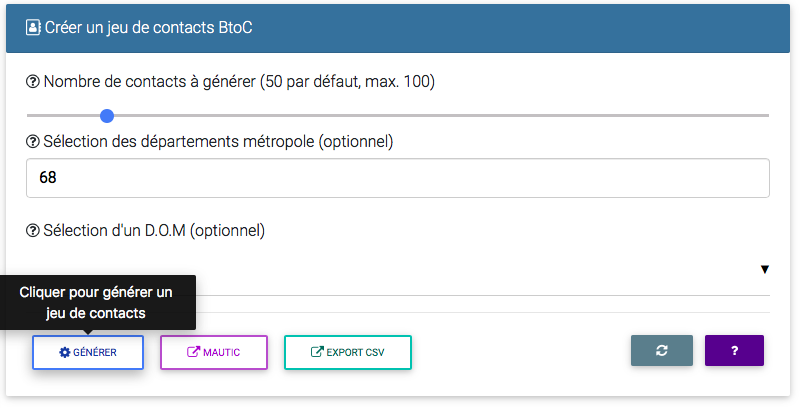 Créer un jeu de contacts BtoC
Nombre de contacts à générer (50 par défaut, max. 100)
Sélection des départements métropole (optionnel)
68
Sélection d'un D.O.M (optionnel)
Cliquer pour générer un
jeu de contacts
GÉNÉRER
MAUTIC
EXPORT CSV
?